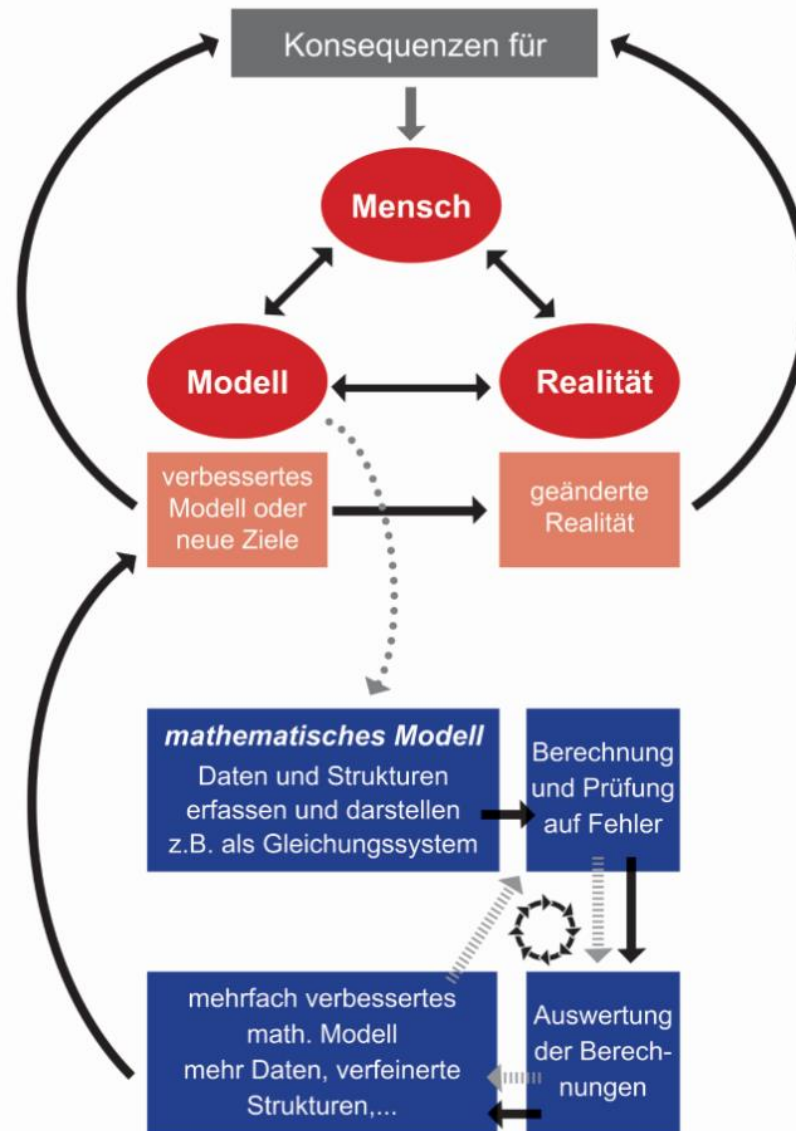 Konsequenzen für
Mensch
Modell
Realität
verbessertes
Modell oder
neue Ziele
geänderte
Realität
mathematisches Modell
Daten und Strukturen
erfassen und darstellen
z.B. als Gleichungssystem
Berechnung
und Prüfung
auf Fehler
mehrfach verbessertes
math. Modell
mehr Daten, verfeinerte
Strukturen,...
Auswertung
der Berech-
nungen